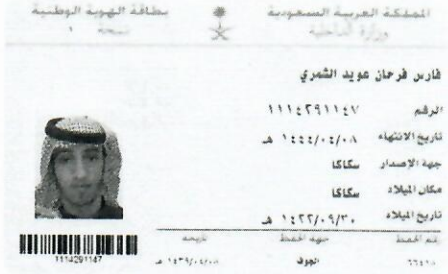 المملكة العربية السعودية
وزارة الداخلية
بطاقة الهوية الوطنية
نسخة ١
فارس فرحان عويد الشمري
الرقم ١١١٤٢٩١١٤٧
تاريخ الانتهاء ١٤٤٤/٠٤/٠٨ هـ
جهة الإصدار سكاكا
مكان الميلاد سكاكا
تاريخ الميلاد ١٤٢٢/٠٩/٣٠ هـ
رقم الحفظ جهة الحفظ تاريخه
الجوف
1114291147